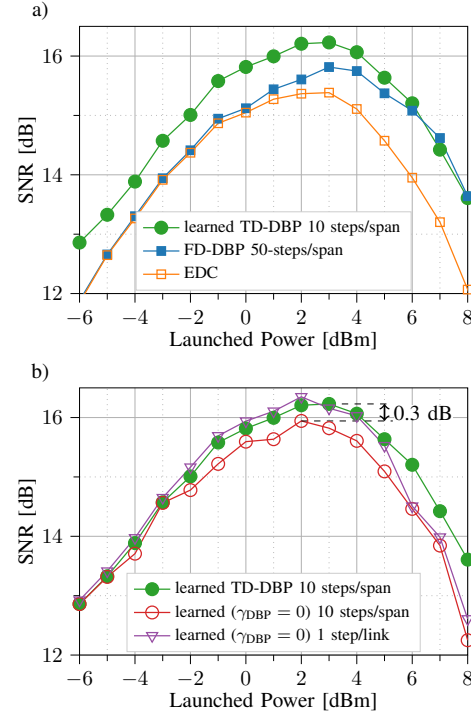 a)
16
14
12
SNR [dB]
learned TD-DBP 10 steps/span
FD-DBP 50-steps/span
EDC
−6 −4 −2 0 2 4 6 8
Launched Power [dBm]
b)
16
14
12
SNR [dB]
0.3 dB
learned TD-DBP 10 steps/span
learned (γDBP = 0) 10 steps/span
learned (γDBP = 0) 1 step/link
−6 −4 −2 0 2 4 6 8
Launched Power [dBm]